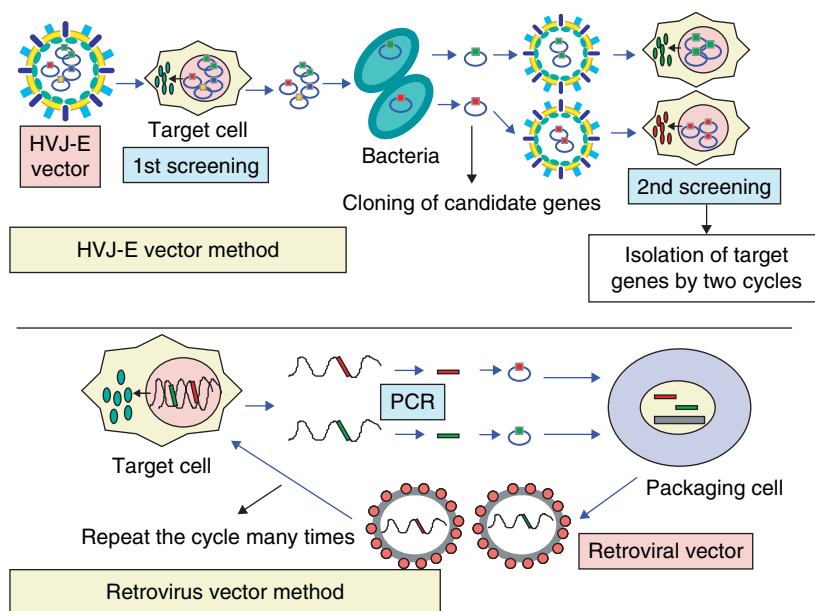 HVJ-E
vector
Target cell
1st screening
Bacteria
Cloning of candidate genes
2nd screening
Isolation of target
genes by two cycles
HVJ-E vector method
Target cell
PCR
Packaging cell
Repeat the cycle many times
Retroviral vector
Retrovirus vector method